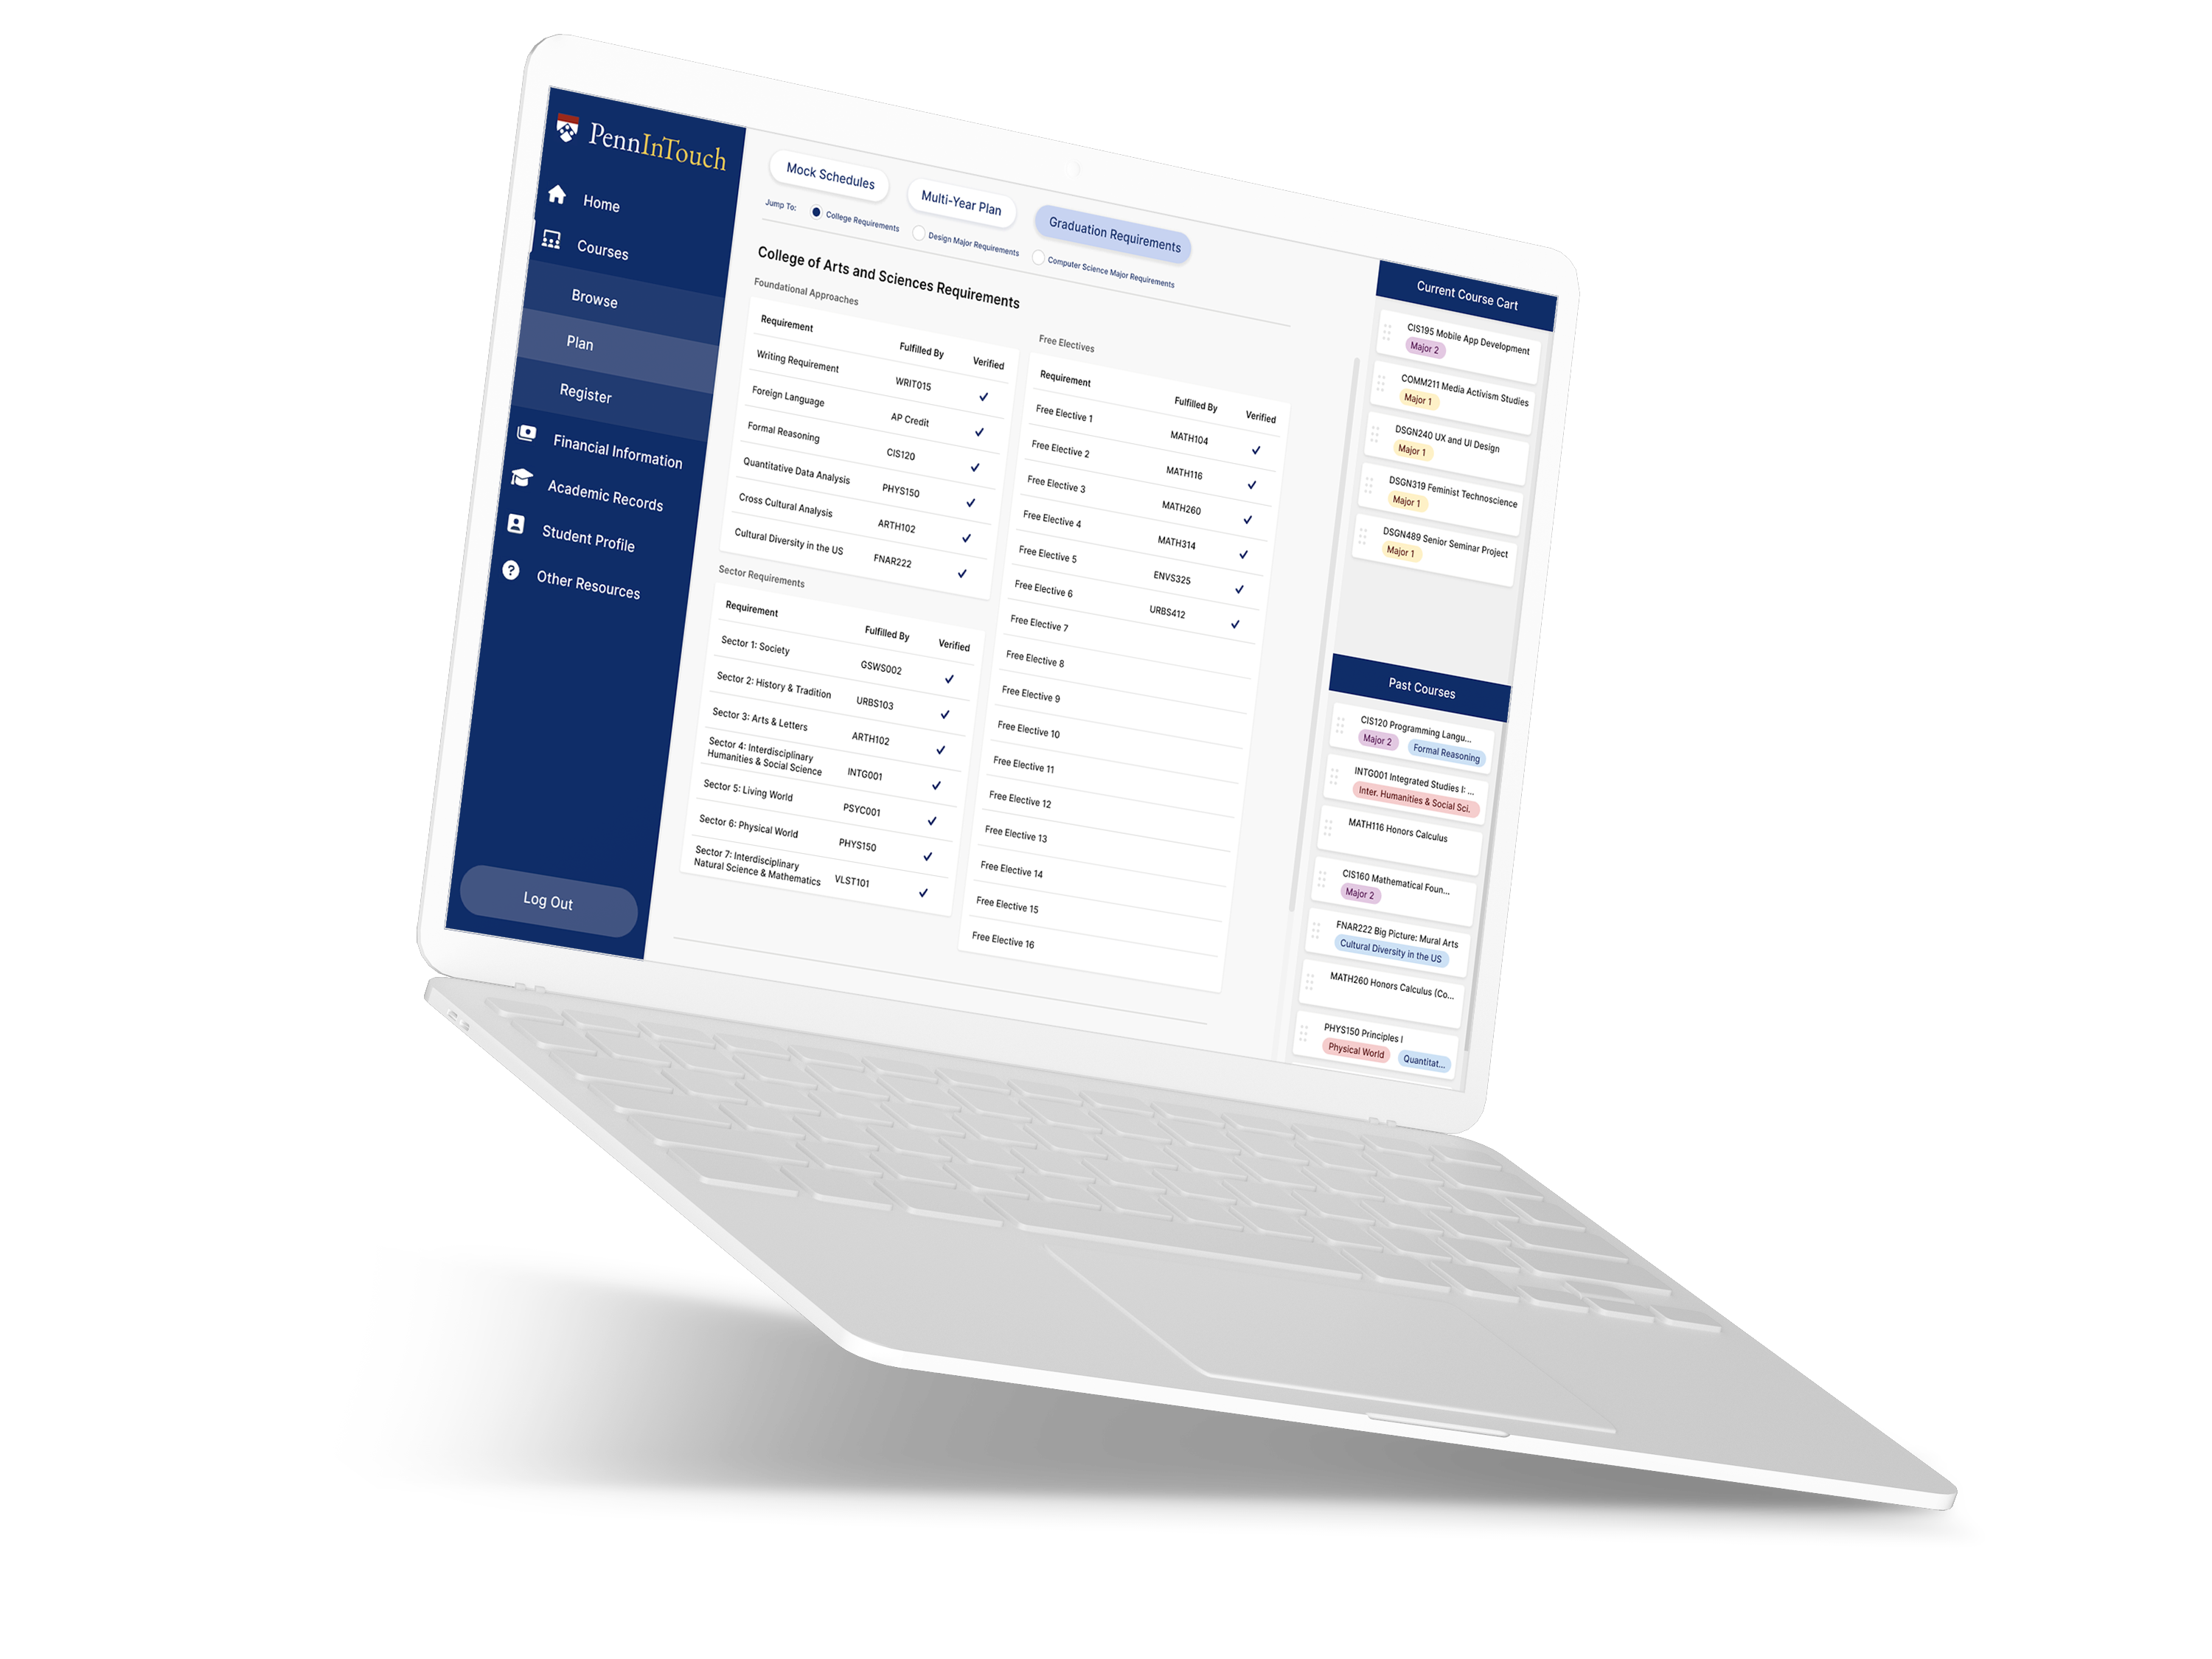 PennInTouch
Home
Courses
Browse
Plan
Register
Financial Information
Academic Records
Student Profile
Other Resources
Log Out
Mock Schedules
Multi-Year Plan
Graduation Requirements
Jump To:
College Requirements
Design Major Requirements
Computer Science Major Requirements
College of Arts and Sciences Requirements
Foundational Approaches
Requirement Fulfilled By Verified
Writing Requirement WRIT015
Foreign Language AP Credit
Formal Reasoning CIS120
Quantitative Data Analysis PHYS150
Cross Cultural Analysis ARTH102
Cultural Diversity in the US FNAR222
Sector Requirements
Requirement Fulfilled By Verified
Sector 1: Society GSWS002
Sector 2: History & Tradition URBS103
Sector 3: Arts & Letters ARTH102
Sector 4: Interdisciplinary
Humanities & Social Science INTG001
Sector 5: Living World PSYC001
Sector 6: Physical World PHYS150
Sector 7: Interdisciplinary
Natural Science & Mathematics VLST101
Free Electives
Requirement Fulfilled By Verified
Free Elective 1 MATH104
Free Elective 2 MATH116
Free Elective 3 MATH260
Free Elective 4 MATH314
Free Elective 5 ENVS325
Free Elective 6 URBS412
Free Elective 7
Free Elective 8
Free Elective 9
Free Elective 10
Free Elective 11
Free Elective 12
Free Elective 13
Free Elective 14
Free Elective 15
Free Elective 16
Current Course Cart
CIS195 Mobile App Development
Major 2
COMM211 Media Activism Studies
Major 1
DSGN240 UX and UI Design
Major 1
DSGN319 Feminist Technoscience
Major 1
DSGN489 Senior Seminar Project
Major 1
Past Courses
CIS120 Programming Langu...
Major 2 Formal Reasoning
INTG001 Integrated Studies I: ...
Inter. Humanities & Social Sci.
MATH116 Honors Calculus
CIS160 Mathematical Foun...
Major 2
FNAR222 Big Picture: Mural Arts
Cultural Diversity in the US
MATH260 Honors Calculus (Co...
PHYS150 Principles I
Physical World Quantitat...